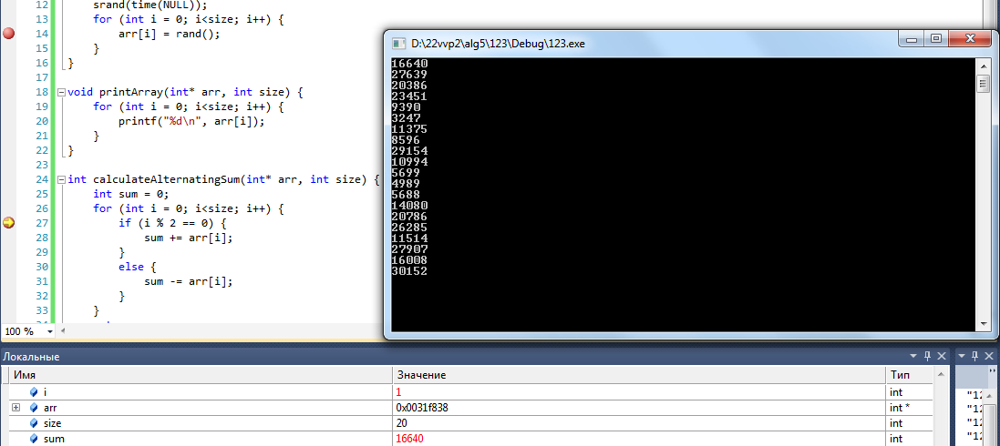 12 srand(time(NULL));
13 for (int i = 0; i<size; i++) {
14 arr[i] = rand();
15 }
16 }
17
18 void printArray(int* arr, int size) {
19 for (int i = 0; i<size; i++) {
20 printf("%d\n", arr[i]);
21 }
22 }
23
24 int calculateAlternatingSum(int* arr, int size) {
25 int sum = 0;
26 for (int i = 0; i<size; i++) {
27 if (i % 2 == 0) {
28 sum += arr[i];
29 }
30 else {
31 sum -= arr[i];
32 }
33 }
100 %
D:\22vvp2\alg5\123\Debug\123.exe
16640
27639
20386
23451
9390
3247
11375
8596
29154
10994
5699
4989
5688
14080
20786
26285
11514
27907
16008
30152
Локальные
Имя Значение Тип
i 1 int
arr 0x0031f838 int *
size 20 int
sum 16640 int
"12
"12
"12
"12